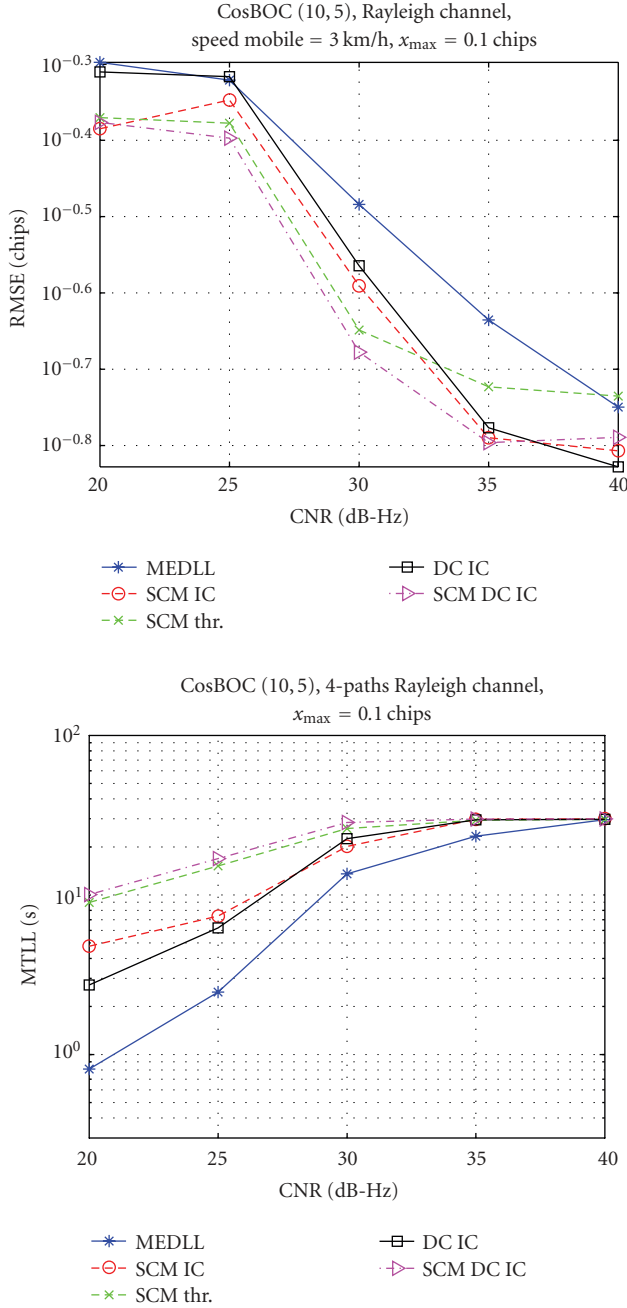 CosBOC (10, 5), Rayleigh channel,
speed mobile = 3 km/h, x_max = 0.1 chips
10^−0.3
10^−0.4
10^−0.5
10^−0.6
10^−0.7
10^−0.8
RMSE (chips)
20 25 30 35 40
CNR (dB-Hz)
MEDLL
SCM IC
SCM thr.
DC IC
SCM DC IC
CosBOC (10, 5), 4-paths Rayleigh channel,
x_max = 0.1 chips
10^2
10^1
10^0
MTLL (s)
20 25 30 35 40
CNR (dB-Hz)
MEDLL
SCM IC
SCM thr.
DC IC
SCM DC IC